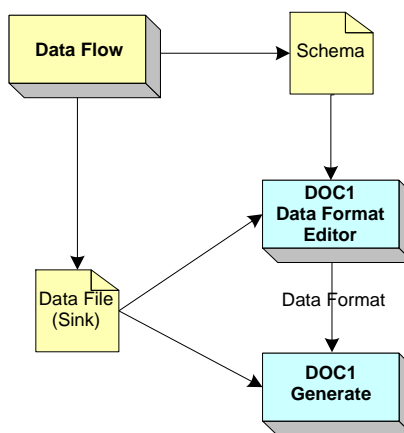 Data Flow
Schema
DOC1
Data Format
Editor
Data File
(Sink)
Data Format
DOC1
Generate